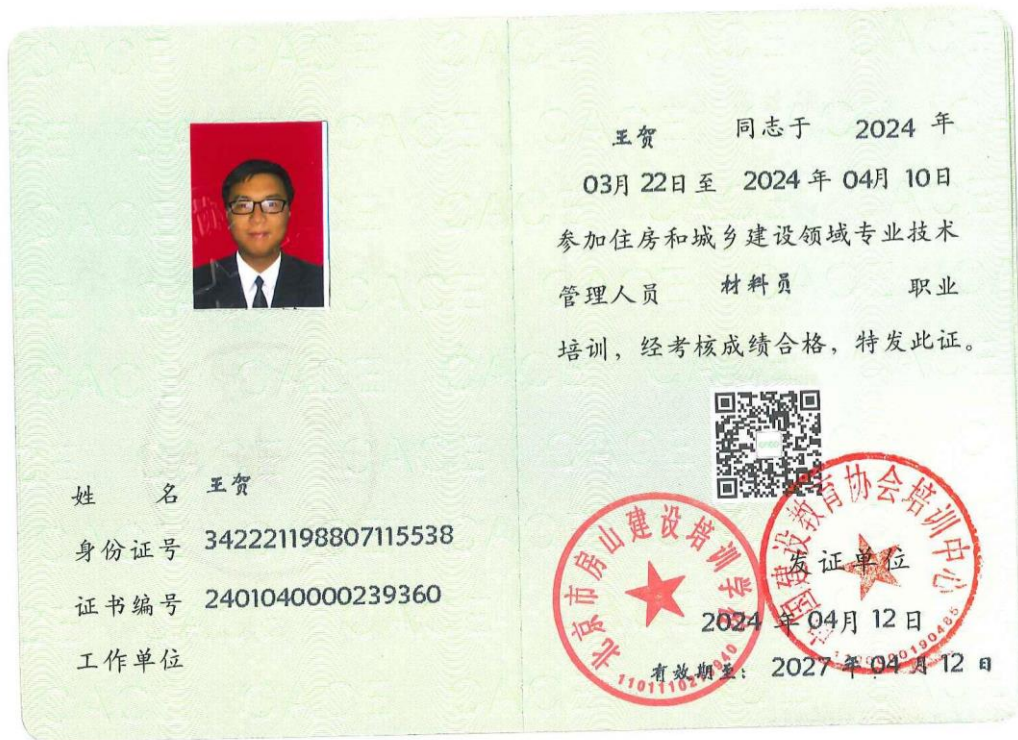 姓 名 王贺
身份证号 342221198807115538
证书编号 2401040000239360
工作单位
王贺 同志于 2024 年
03月 22日 至 2024 年 04月 10日
参加住房和城乡建设领域专业技术
管理人员 材料员 职业
培训，经考核成绩合格，特发此证。
北京市房山建设培训学校
中国建设教育协会培训中心
发证单位
2024 年 04月 12 日
有效期至： 2027 年 04 月 12 日